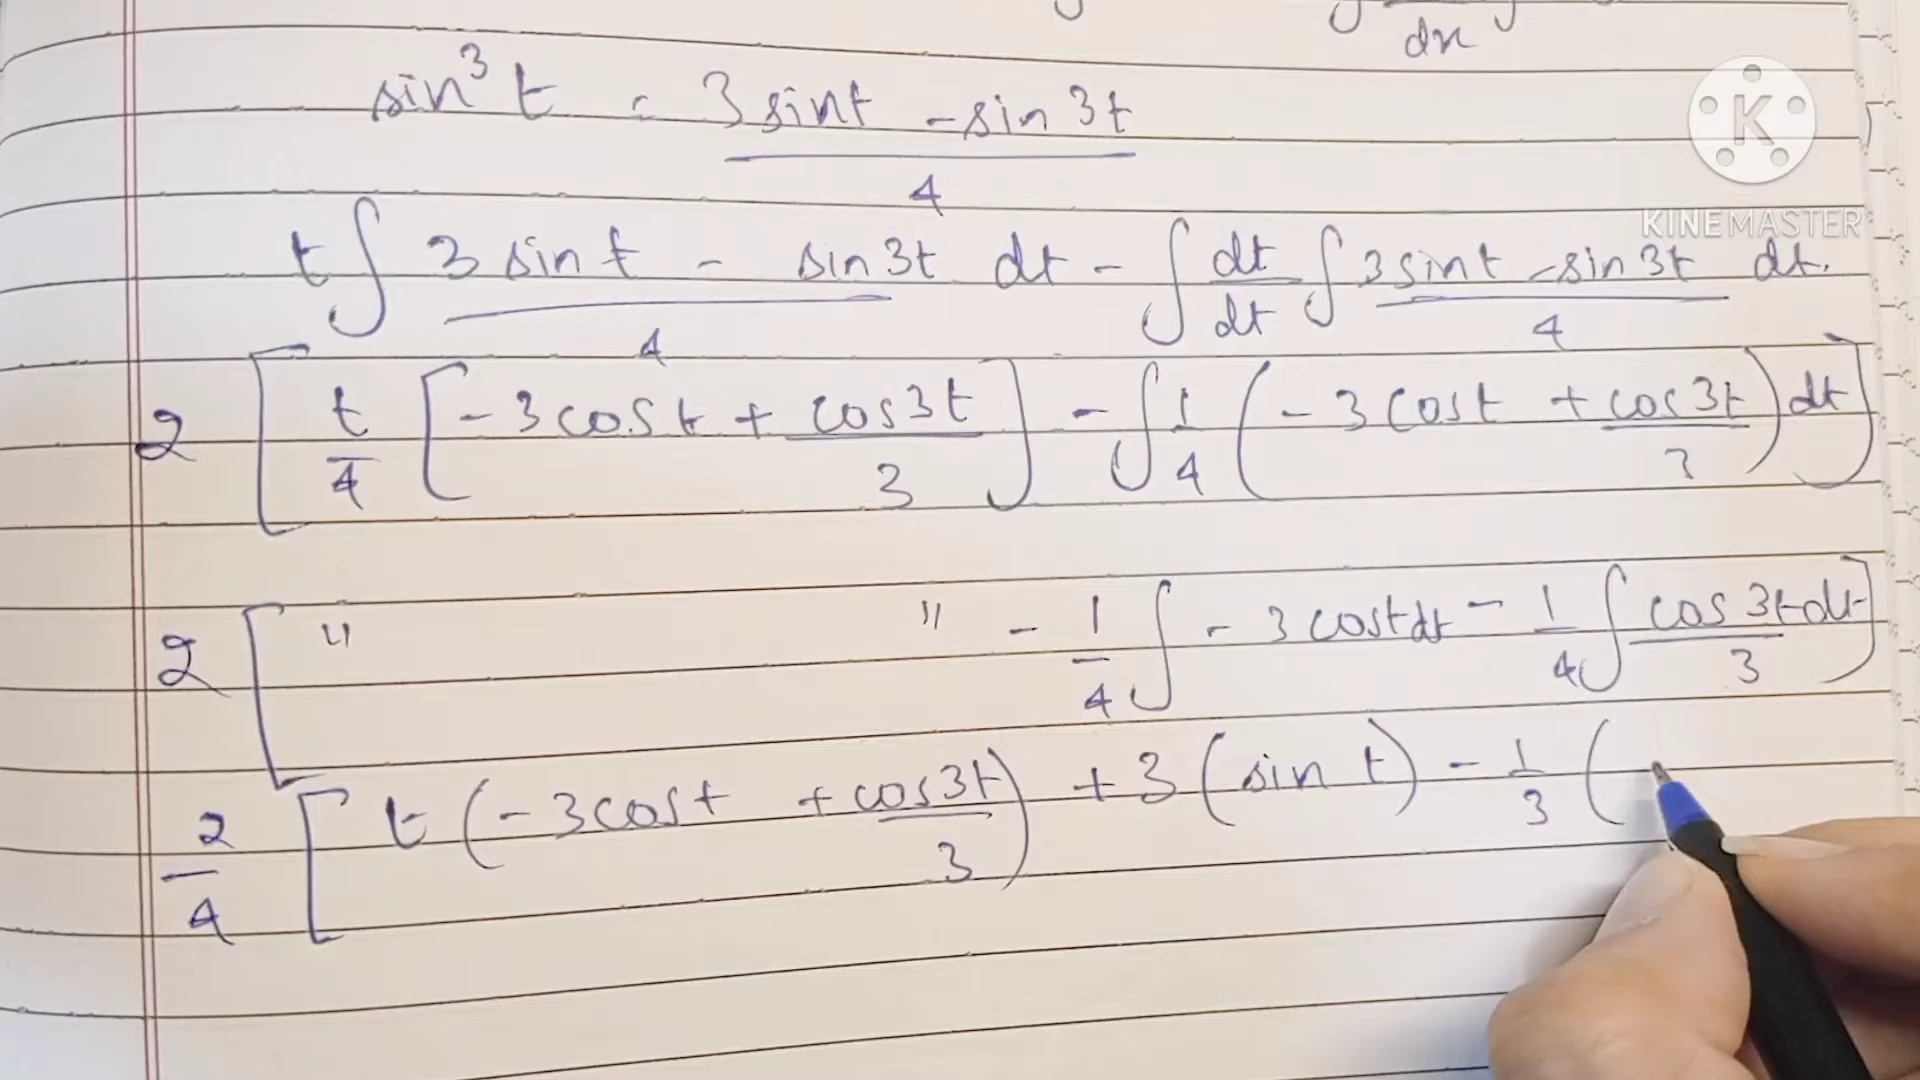 dx
sin³ t = 3 sin t - sin 3t
4
t ∫ 3 sin t - sin 3t dt - ∫ dt ∫ 3 sin t - sin 3t dt.
4 dt 4
2 [ t [ -3 cos t + cos 3t ] - ∫ 1 ( -3 cos t + cos 3t ) dt ]
4 3 4 3
2 [ " " - 1 ∫ - 3 cos t dt - 1 ∫ cos 3t dt ]
4 4 3
2 [ t ( -3 cos t + cos 3t ) + 3 ( sin t ) - 1 (
4 3 3
K
KINEMASTER